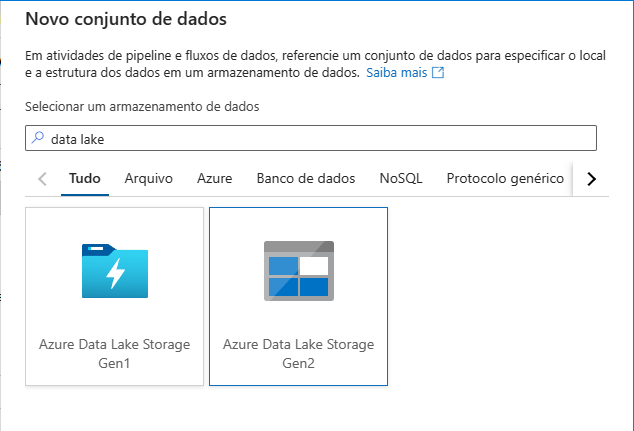 Novo conjunto de dados
Em atividades de pipeline e fluxos de dados, referencie um conjunto de dados para especificar o local
e a estrutura dos dados em um armazenamento de dados. Saiba mais
Selecionar um armazenamento de dados
data lake
Tudo Arquivo Azure Banco de dados NoSQL Protocolo genérico
Azure Data Lake Storage
Gen1
Azure Data Lake Storage
Gen2